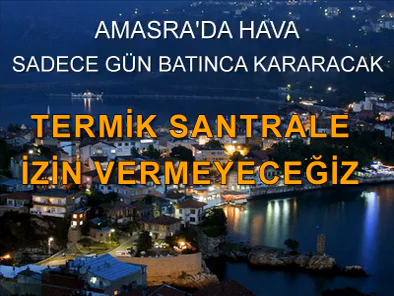 AMASRA'DA HAVA
SADECE GÜN BATINCA KARARACAK
TERMİK SANTRALE
İZİN VERMEYECEĞİZ